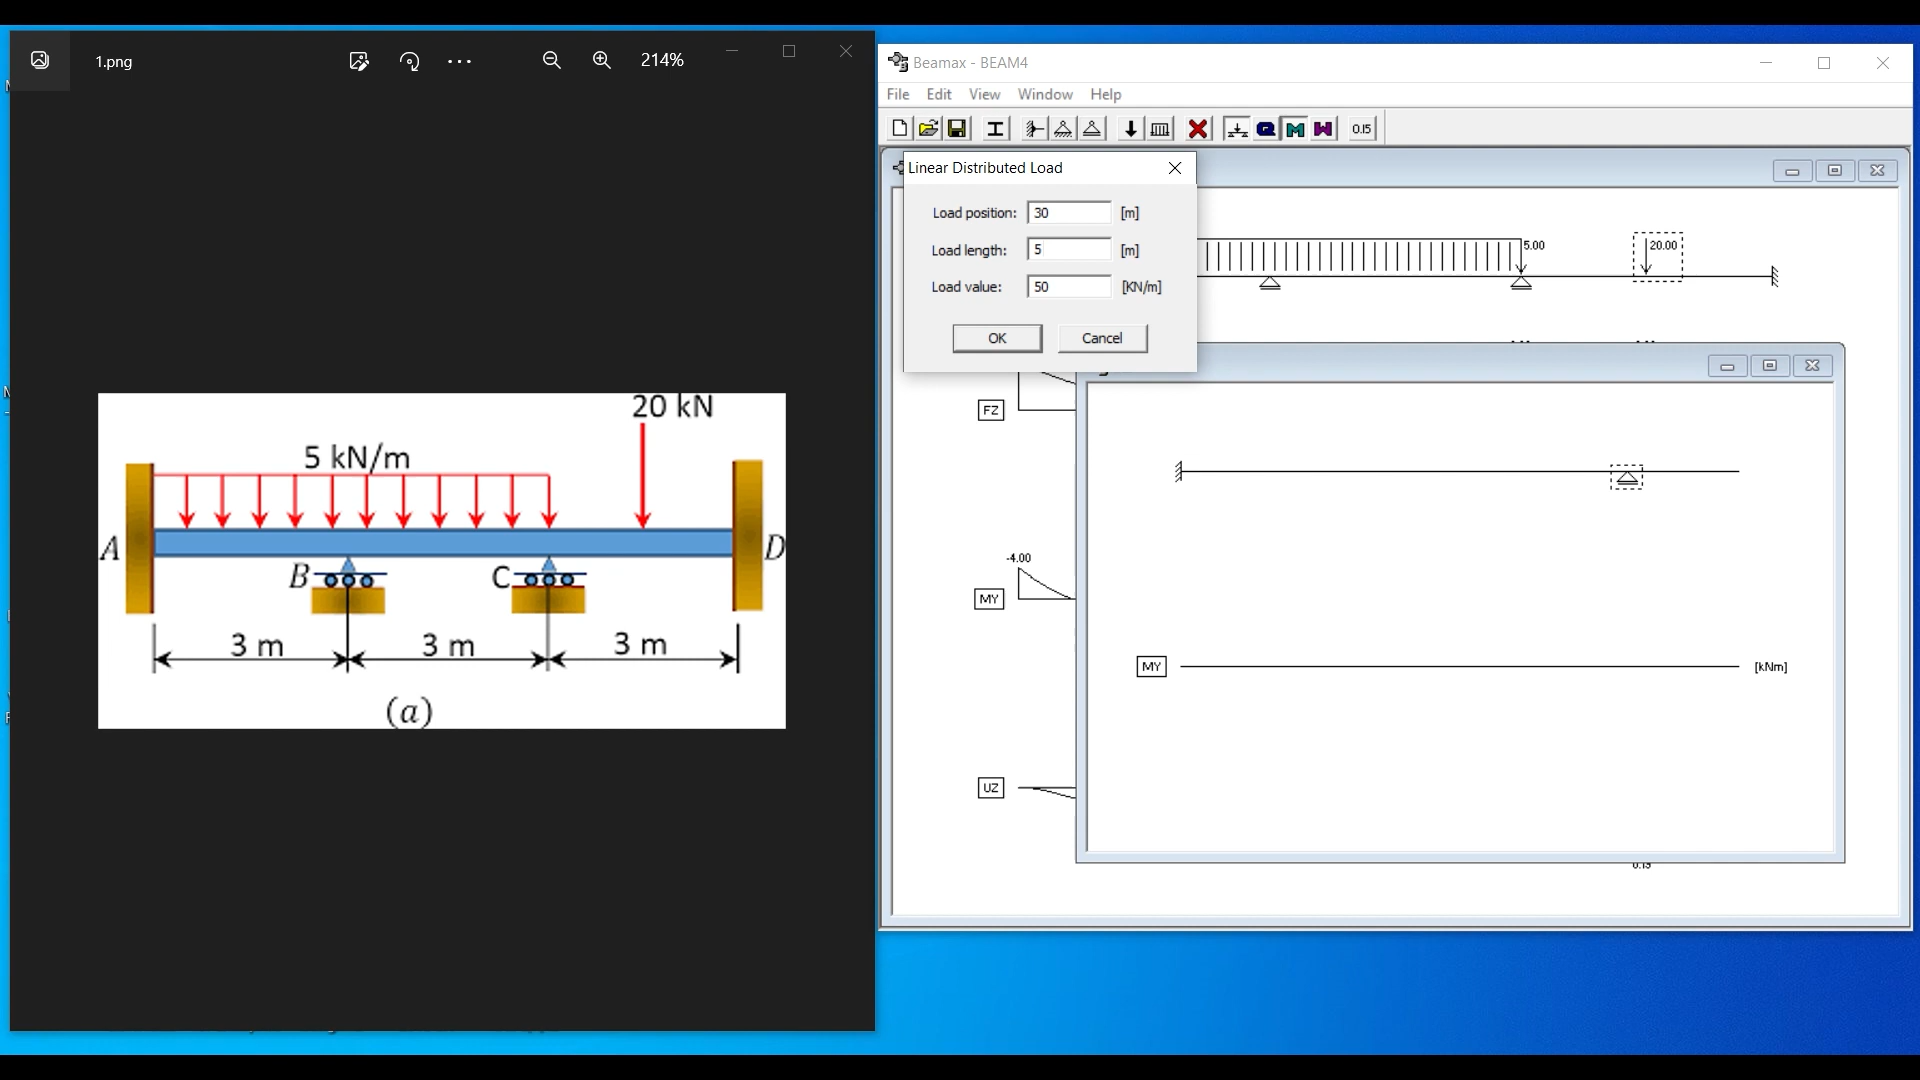 1.png
214%
20 kN
5 kN/m
A
D
B
C
3 m
3 m
3 m
(a)
Beamax - BEAM4
File Edit View Window Help
0.15
Linear Distributed Load
Load position: 30 [m]
Load length: 5 [m]
Load value: 50 [KN/m]
OK Cancel
5.00
20.00
FZ
-4.00
MY
UZ
MY
[kNm]